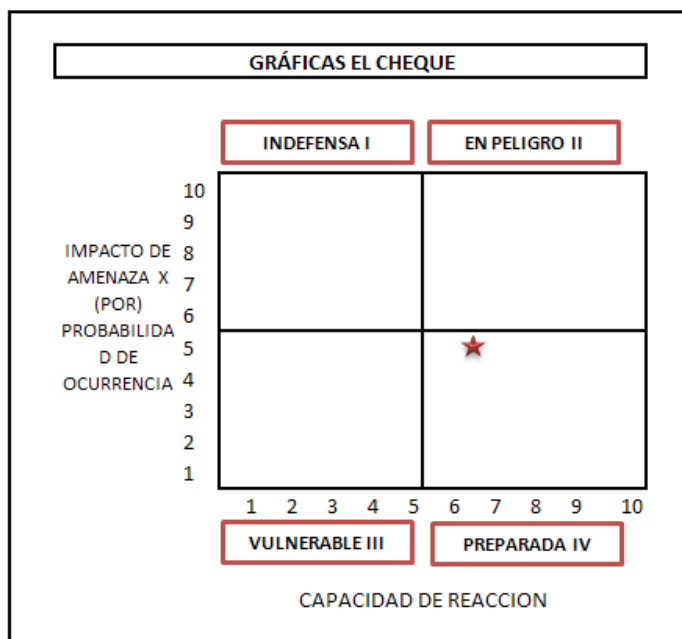 GRÁFICAS EL CHEQUE
INDEFENSA I
EN PELIGRO II
IMPACTO DE
AMENAZA X
(POR)
PROBABILIDA
D DE
OCURRENCIA
10
9
8
7
6
5
4
3
2
1
1 2 3 4 5 6 7 8 9 10
VULNERABLE III
PREPARADA IV
CAPACIDAD DE REACCION